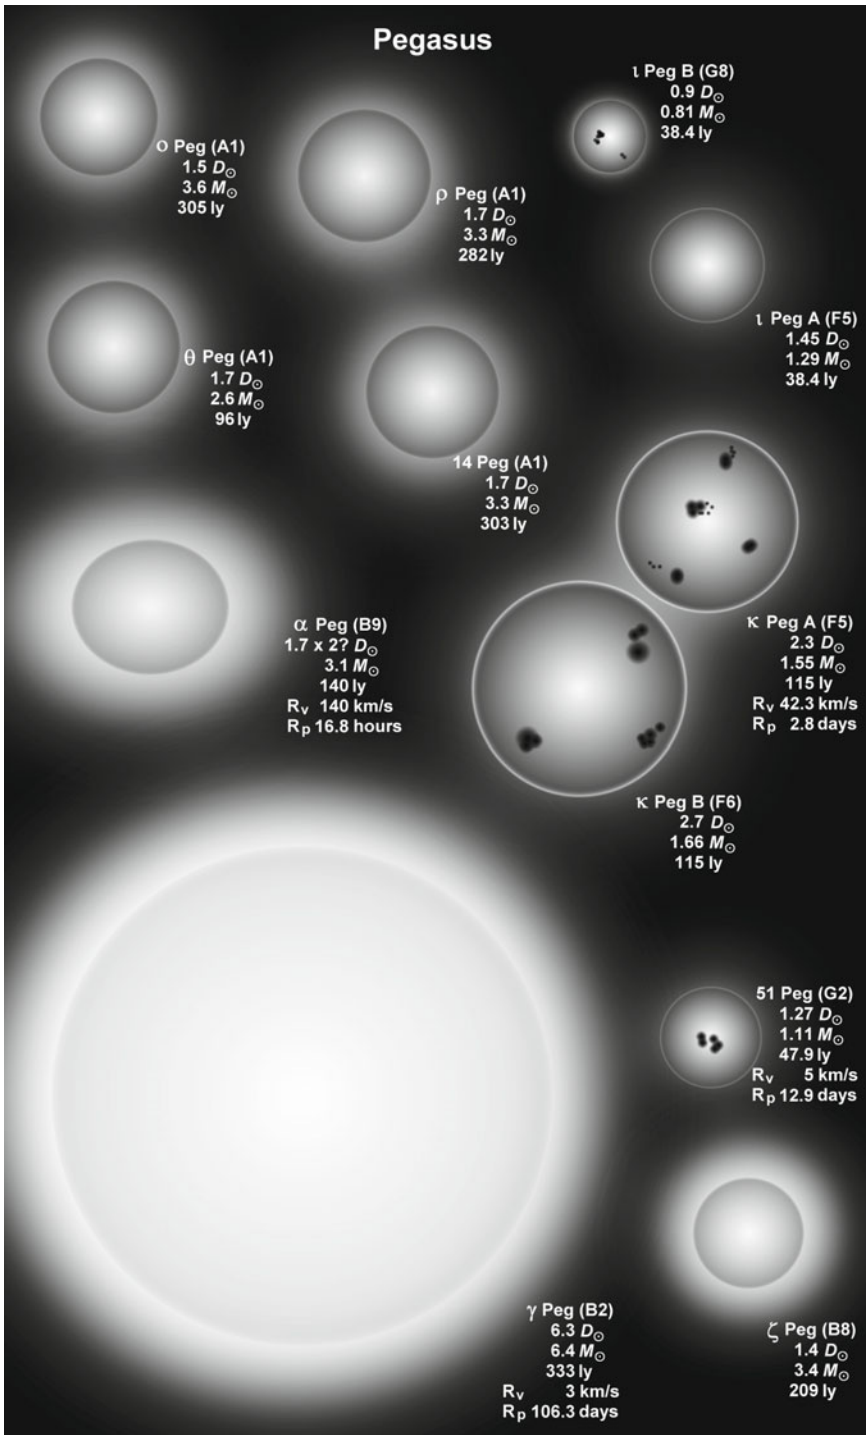 Pegasus
ο Peg (A1)
1.5 D☉
3.6 M☉
305 ly
ρ Peg (A1)
1.7 D☉
3.3 M☉
282 ly
ι Peg B (G8)
0.9 D☉
0.81 M☉
38.4 ly
ι Peg A (F5)
1.45 D☉
1.29 M☉
38.4 ly
θ Peg (A1)
1.7 D☉
2.6 M☉
96 ly
14 Peg (A1)
1.7 D☉
3.3 M☉
303 ly
α Peg (B9)
1.7 x 2? D☉
3.1 M☉
140 ly
Rv 140 km/s
Rp 16.8 hours
κ Peg A (F5)
2.3 D☉
1.55 M☉
115 ly
Rv 42.3 km/s
Rp 2.8 days
κ Peg B (F6)
2.7 D☉
1.66 M☉
115 ly
51 Peg (G2)
1.27 D☉
1.11 M☉
47.9 ly
Rv 5 km/s
Rp 12.9 days
γ Peg (B2)
6.3 D☉
6.4 M☉
333 ly
Rv 3 km/s
Rp 106.3 days
ζ Peg (B8)
1.4 D☉
3.4 M☉
209 ly